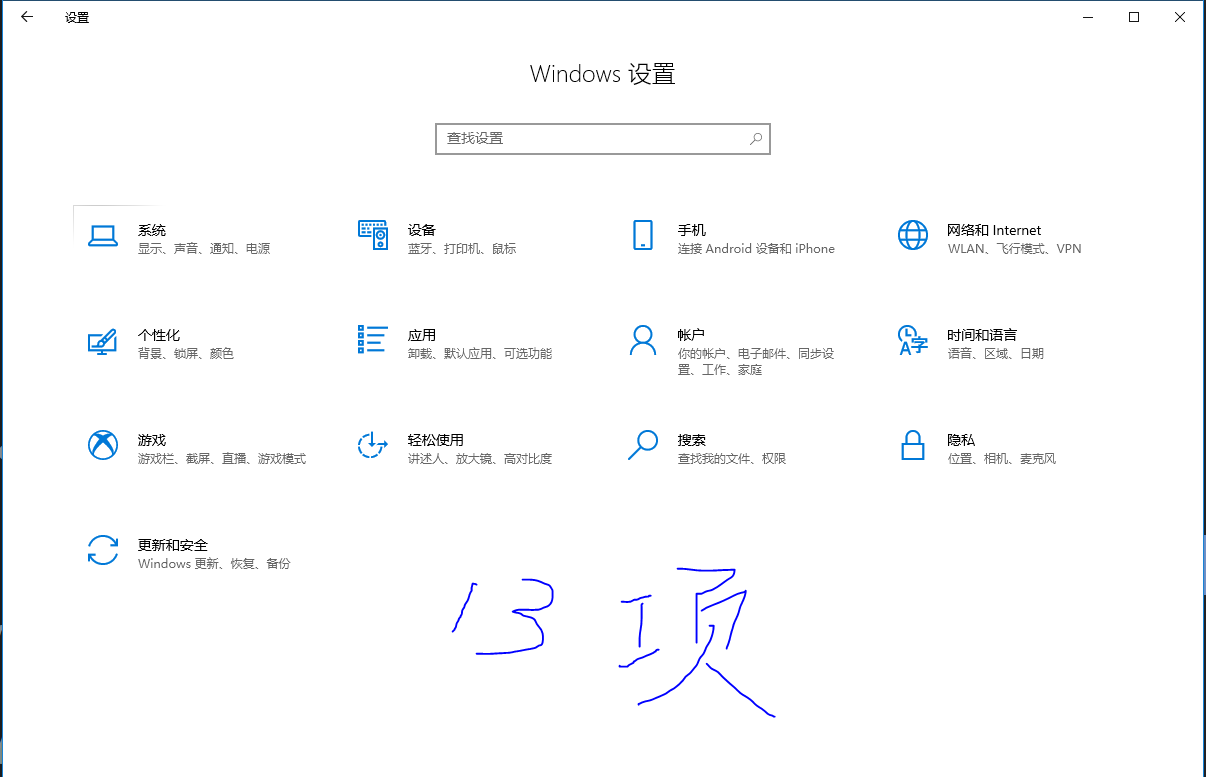 设置
Windows 设置
查找设置
系统
显示、声音、通知、电源
设备
蓝牙、打印机、鼠标
手机
连接 Android 设备和 iPhone
网络和 Internet
WLAN、飞行模式、VPN
个性化
背景、锁屏、颜色
应用
卸载、默认应用、可选功能
帐户
你的帐户、电子邮件、同步设
置、工作、家庭
时间和语言
语音、区域、日期
游戏
游戏栏、截屏、直播、游戏模式
轻松使用
讲述人、放大镜、高对比度
搜索
查找我的文件、权限
隐私
位置、相机、麦克风
更新和安全
Windows 更新、恢复、备份
13 项